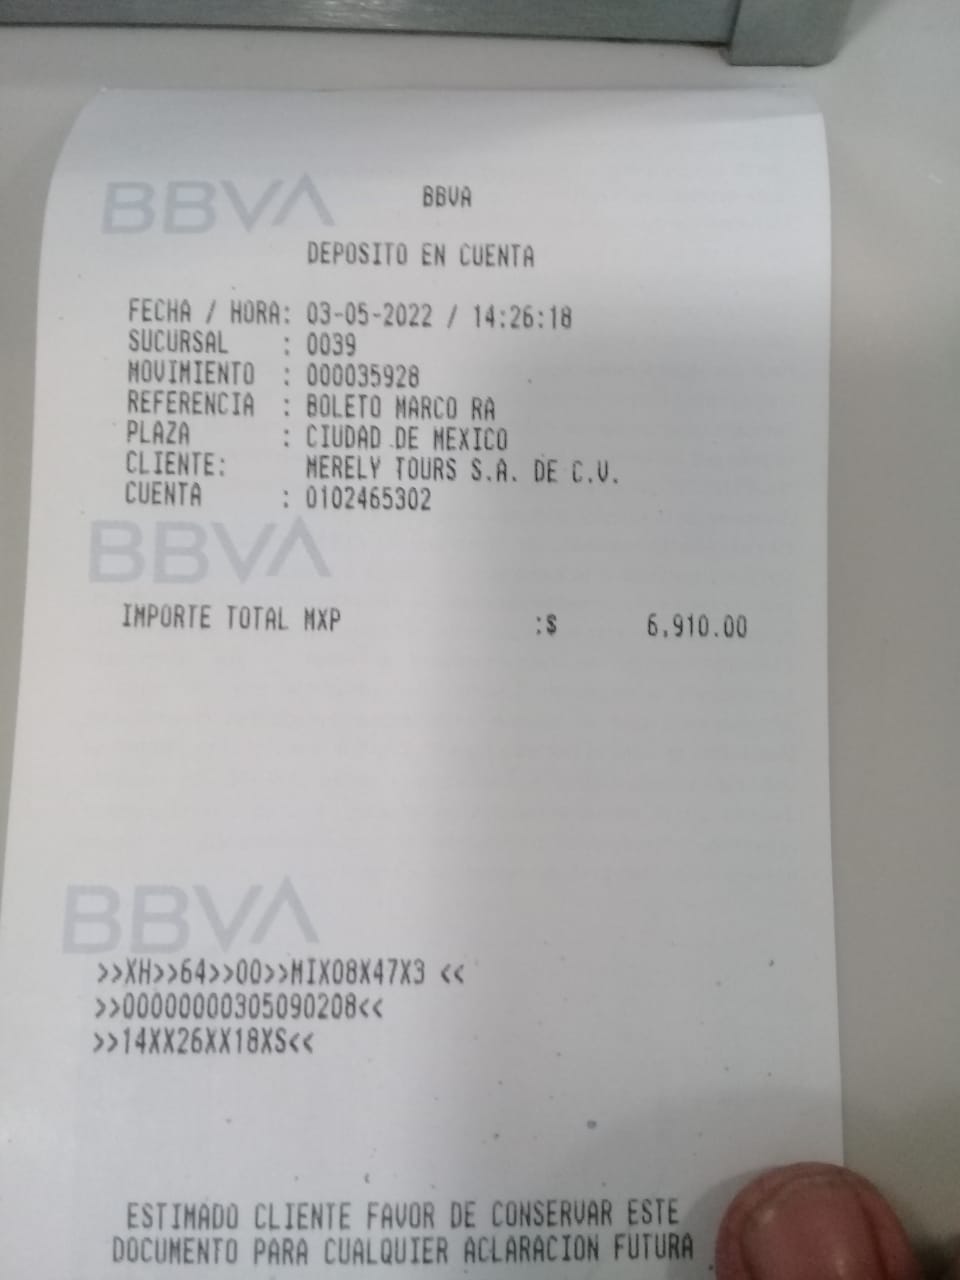 BBVA
BBVA
DEPOSITO EN CUENTA
FECHA / HORA: 03-05-2022 / 14:26:18
SUCURSAL : 0039
MOVIMIENTO : 000035928
REFERENCIA : BOLETO MARCO RA
PLAZA : CIUDAD DE MEXICO
CLIENTE: MERELY TOURS S.A. DE C.V.
CUENTA : 0102465302
BBVA
IMPORTE TOTAL MXP :$ 6,910.00
BBVA
>>XH>>64>>00>>MIX08X47X3 <<
>>00000000305090208<<
>>14XX26XX18XS<<
ESTIMADO CLIENTE FAVOR DE CONSERVAR ESTE
DOCUMENTO PARA CUALQUIER ACLARACION FUTURA